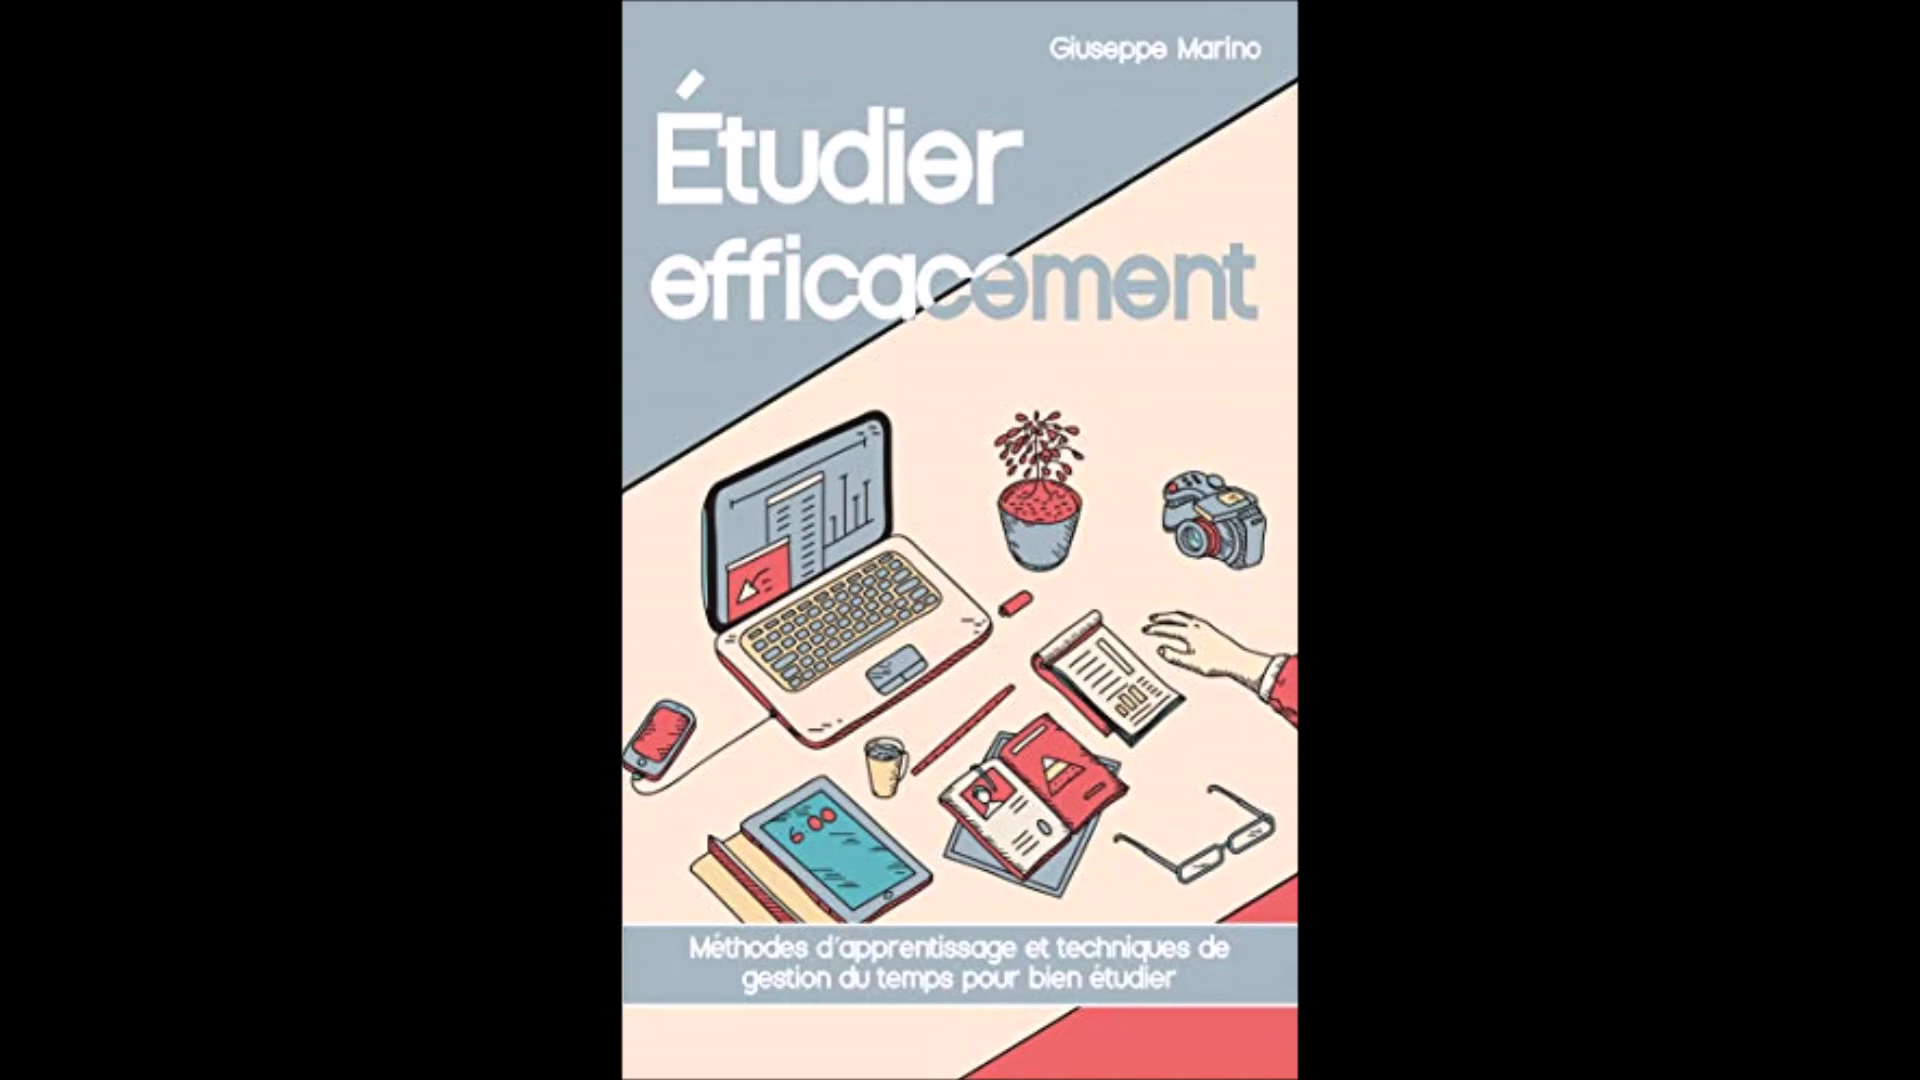 Giuseppe Marino
Étudier
efficacement
Méthodes d'apprentissage et techniques de
gestion du temps pour bien étudier